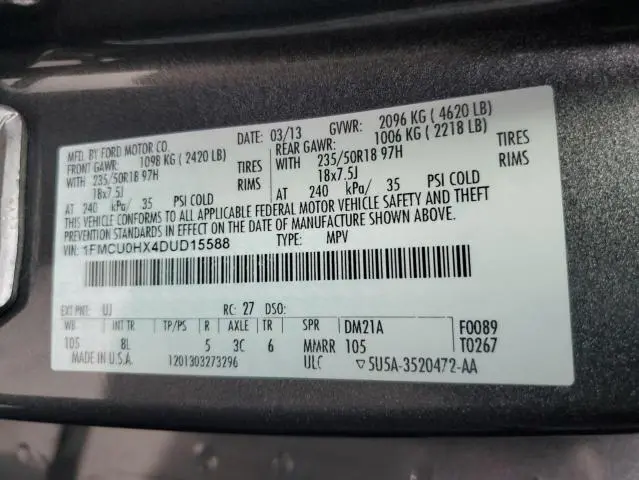 MFD. BY FORD MOTOR CO. DATE: 03/13 GVWR: 2096 KG ( 4620 LB)
FRONT GAWR: 1098 KG ( 2420 LB) REAR GAWR: 1006 KG ( 2218 LB)
WITH 235/50R18 97H TIRES WITH 235/50R18 97H TIRES
18x7.5J RIMS 18x7.5J RIMS
AT 240 kPa/ 35 PSI COLD AT 240 kPa/ 35 PSI COLD
THIS VEHICLE CONFORMS TO ALL APPLICABLE FEDERAL MOTOR VEHICLE SAFETY AND THEFT
PREVENTION STANDARDS IN EFFECT ON THE DATE OF MANUFACTURE SHOWN ABOVE.
VIN: 1FMCU0HX4DUD15588 TYPE: MPV
EXT PNT: UJ RC: 27 DSO:
WB INT TR TP/PS R AXLE TR SPR DM21A F0089
105 8L 5 3C 6 MMRR 105 T0267
MADE IN U.S.A. 1201303273296 ULC ▽5U5A-3520472-AA